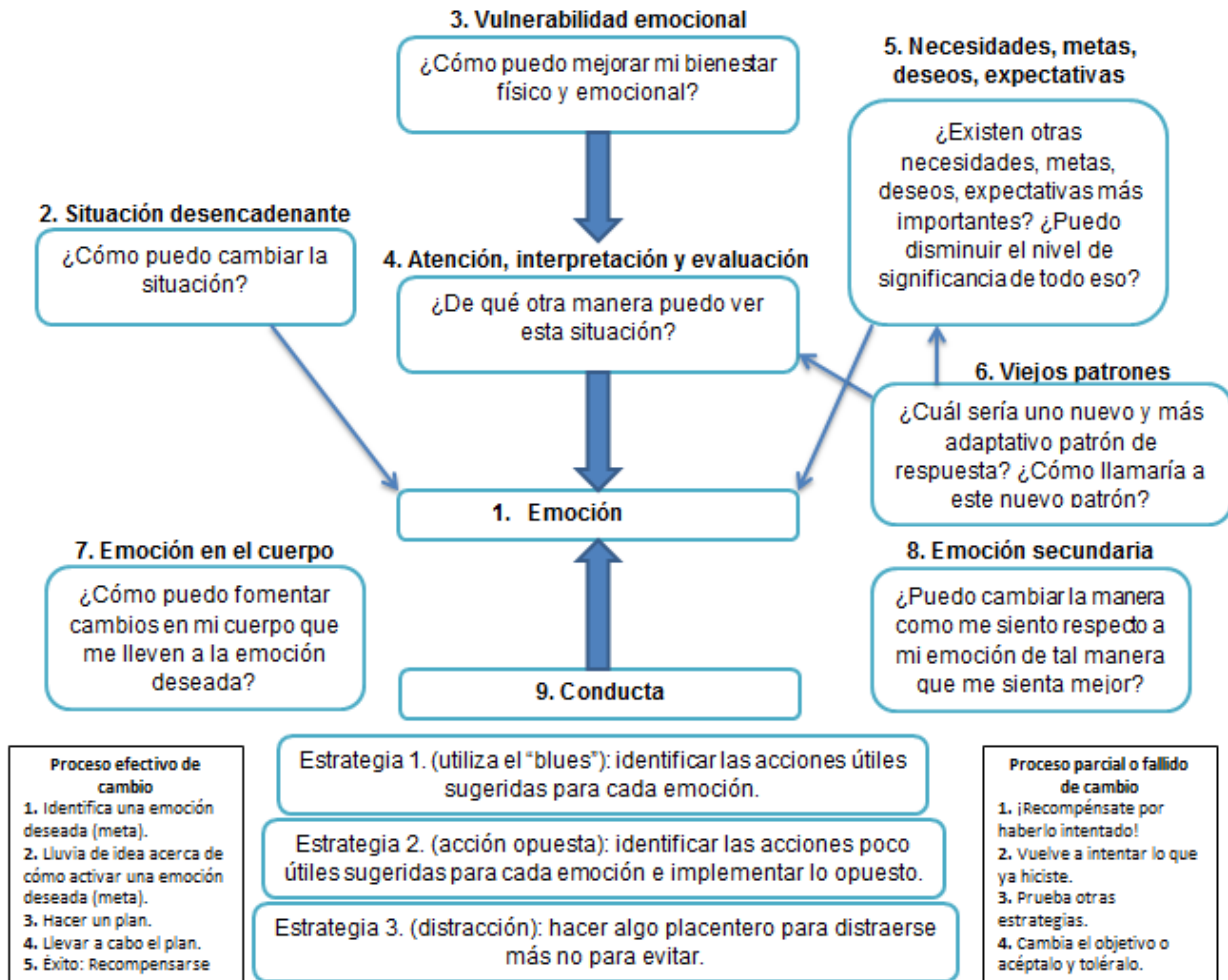 3. Vulnerabilidad emocional
¿Cómo puedo mejorar mi bienestar
físico y emocional?
5. Necesidades, metas,
deseos, expectativas
¿Existen otras
necesidades, metas,
deseos, expectativas más
importantes? ¿Puedo
disminuir el nivel de
significancia de todo eso?
2. Situación desencadenante
¿Cómo puedo cambiar la
situación?
4. Atención, interpretación y evaluación
¿De qué otra manera puedo ver
esta situación?
6. Viejos patrones
¿Cuál sería uno nuevo y más
adaptativo patrón de
respuesta? ¿Cómo llamaría a
este nuevo patrón?
1. Emoción
7. Emoción en el cuerpo
¿Cómo puedo fomentar
cambios en mi cuerpo que
me lleven a la emoción
deseada?
8. Emoción secundaria
¿Puedo cambiar la manera
como me siento respecto a
mi emoción de tal manera
que me sienta mejor?
9. Conducta
Estrategia 1. (utiliza el “blues”): identificar las acciones útiles
sugeridas para cada emoción.
Estrategia 2. (acción opuesta): identificar las acciones poco
útiles sugeridas para cada emoción e implementar lo opuesto.
Estrategia 3. (distracción): hacer algo placentero para distraerse
más no para evitar.
Proceso efectivo de
cambio
1. Identifica una emoción
deseada (meta).
2. Lluvia de idea acerca de
cómo activar una emoción
deseada (meta).
3. Hacer un plan.
4. Llevar a cabo el plan.
5. Éxito: Recompensarse
Proceso parcial o fallido
de cambio
1. ¡Recompénsate por
haberlo intentado!
2. Vuelve a intentar lo que
ya hiciste.
3. Prueba otras
estrategias.
4. Cambia el objetivo o
acéptalo y toléralo.